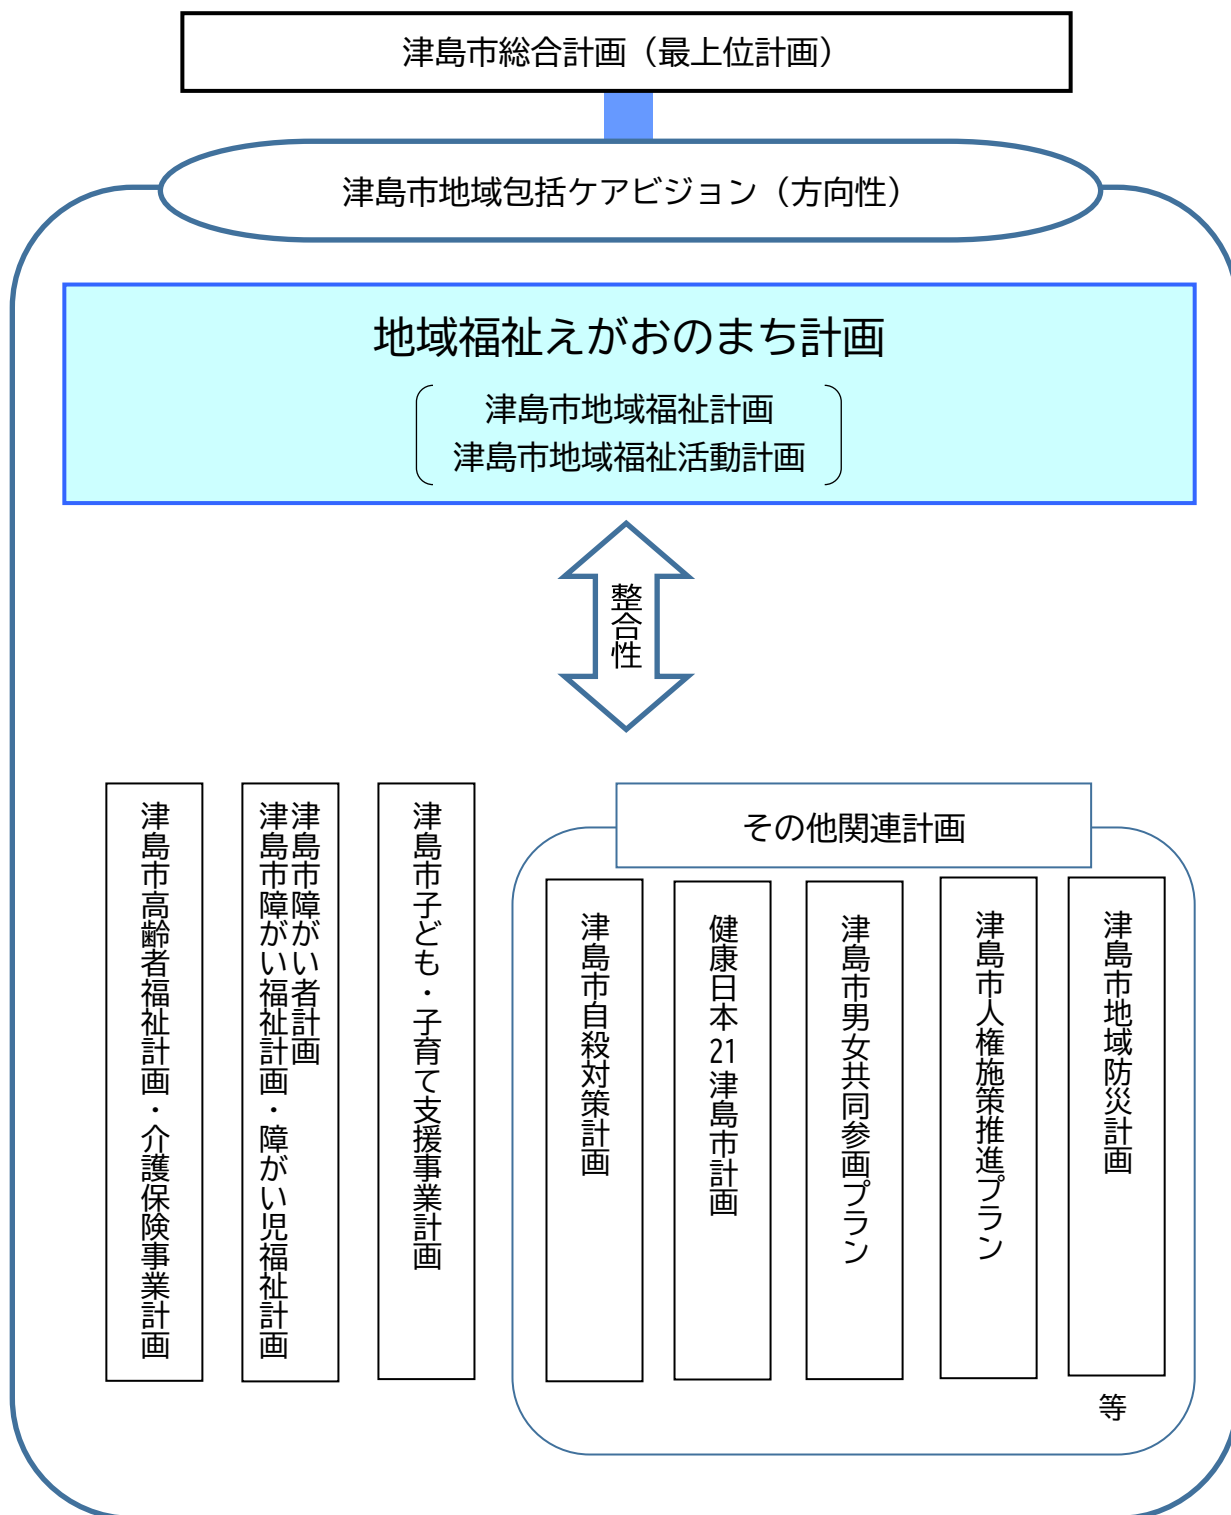 津島市総合計画（最上位計画）
津島市地域包括ケアビジョン（方向性）
地域福祉えがおのまち計画
津島市地域福祉計画
津島市地域福祉活動計画
整合性
津島市高齢者福祉計画・介護保険事業計画
津島市障がい者計画
津島市障がい福祉計画・障がい児福祉計画
津島市子ども・子育て支援事業計画
その他関連計画
津島市自殺対策計画
健康日本21津島市計画
津島市男女共同参画プラン
津島市人権施策推進プラン
津島市地域防災計画
等